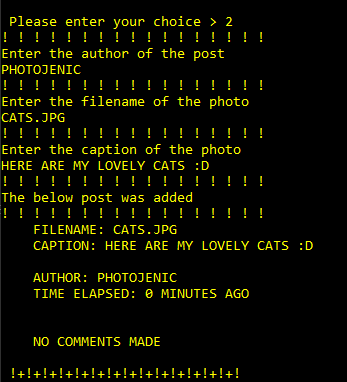 Please enter your choice > 2
! ! ! ! ! ! ! ! ! ! ! ! ! ! ! ! !
Enter the author of the post
PHOTOJENIC
! ! ! ! ! ! ! ! ! ! ! ! ! ! ! ! !
Enter the filename of the photo
CATS.JPG
! ! ! ! ! ! ! ! ! ! ! ! ! ! ! ! !
Enter the caption of the photo
HERE ARE MY LOVELY CATS :D
! ! ! ! ! ! ! ! ! ! ! ! ! ! ! ! !
The below post was added
! ! ! ! ! ! ! ! ! ! ! ! ! ! ! ! !
FILENAME: CATS.JPG
CAPTION: HERE ARE MY LOVELY CATS :D
AUTHOR: PHOTOJENIC
TIME ELAPSED: 0 MINUTES AGO
NO COMMENTS MADE
!+!+!+!+!+!+!+!+!+!+!+!+!+!+!